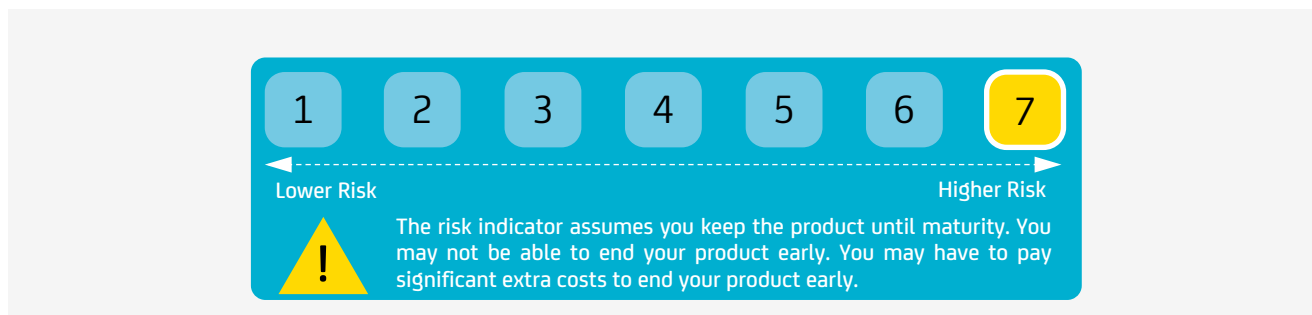 1 2 3 4 5 6 7
Lower Risk Higher Risk
! The risk indicator assumes you keep the product until maturity. You
may not be able to end your product early. You may have to pay
significant extra costs to end your product early.